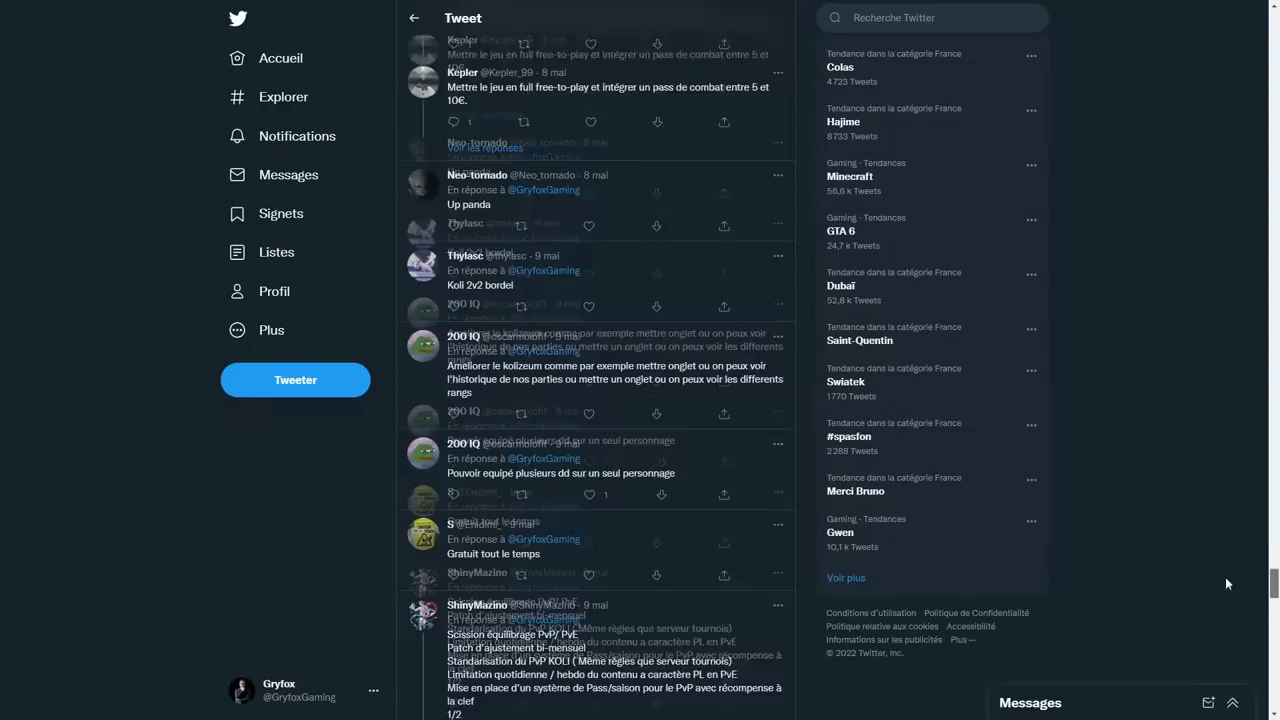 Accueil
Explorer
Notifications
Messages
Signets
Listes
Profil
Plus
Tweeter
Gryfox
@GryfoxGaming
Tweet
Kepler @Kepler_99 · 8 mai
Mettre le jeu en full free-to-play et intégrer un pass de combat entre 5 et
10€.
1
Voir les réponses
Neo-tornado @Neo_tornado · 8 mai
En réponse à @GryfoxGaming
Up panda
Thylasc @thylasc · 9 mai
En réponse à @GryfoxGaming
Koli 2v2 bordel
200 IQ @oscarmolofif · 9 mai
En réponse à @GryfoxGaming
Améliorer le kolizeum comme par exemple mettre onglet ou on peux voir
l'historique de nos parties ou mettre un onglet ou on peux voir les differents
rangs
200 IQ @oscarmolofif · 9 mai
En réponse à @GryfoxGaming
Pouvoir equipé plusieurs dd sur un seul personnage
1
S @Enidimi_ · 9 mai
En réponse à @GryfoxGaming
Gratuit tout le temps
ShinyMazino @ShinyMazino · 9 mai
En réponse à @GryfoxGaming
Scission équilibrage PvP/ PvE
Patch d'ajustement bi-mensuel
Standarisation du PvP KOLI ( Même règles que serveur tournois)
Limitation quotidienne / hebdo du contenu a caractère PL en PvE
Mise en place d'un système de Pass/saison pour le PvP avec récompense à
la clef
1/2
Recherche Twitter
Tendance dans la catégorie France
Colas
4 723 Tweets
Tendance dans la catégorie France
Hajime
8 733 Tweets
Gaming · Tendances
Minecraft
56,6 k Tweets
Gaming · Tendances
GTA 6
24,7 k Tweets
Tendance dans la catégorie France
Dubaï
52,8 k Tweets
Tendance dans la catégorie France
Saint-Quentin
Tendance dans la catégorie France
Swiatek
1 770 Tweets
Tendance dans la catégorie France
#spasfon
2 288 Tweets
Tendance dans la catégorie France
Merci Bruno
Gaming · Tendances
Gwen
10,1 k Tweets
Voir plus
Conditions d'utilisation Politique de Confidentialité
Politique relative aux cookies Accessibilité
Informations sur les publicités Plus ···
© 2022 Twitter, Inc.
Messages